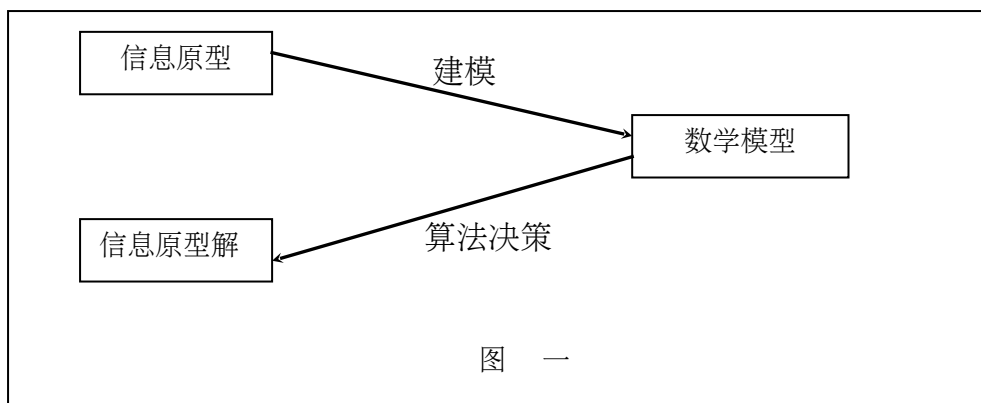 信息原型
建模
数学模型
信息原型解
算法决策
图 一